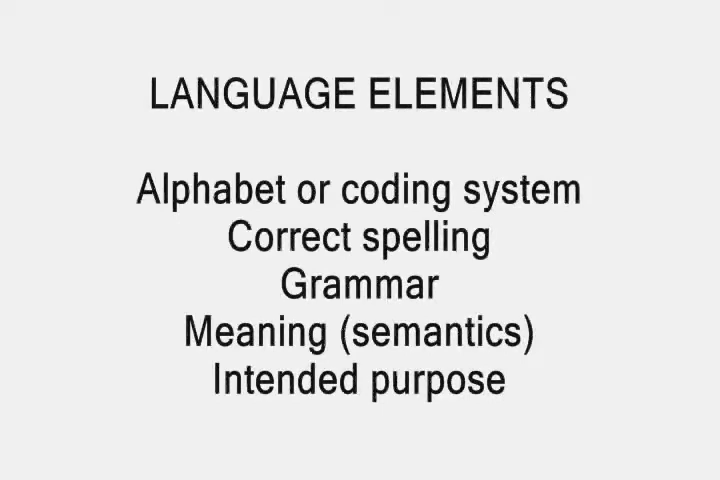 LANGUAGE ELEMENTS
Alphabet or coding system
Correct spelling
Grammar
Meaning (semantics)
Intended purpose